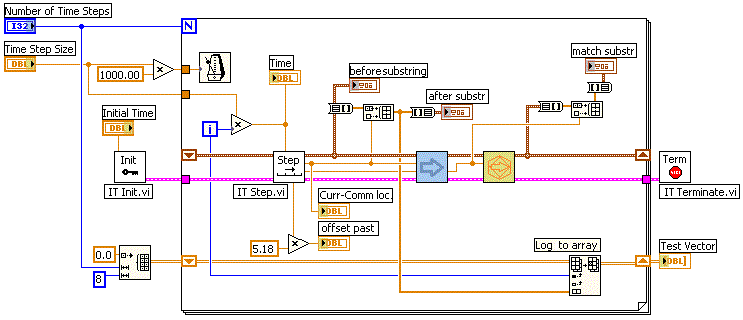 Number of Time Steps
I32
N
Time Step Size
DBL
1000.00
Time
DBL
match substr
beforesubstring
after substr
Initial Time
DBL
i
Init
IT Init.vi
Step
IT Step.vi
Term
IT Terminate.vi
Curr-Comm loc.
DBL
offset past
DBL
5.18
0.0
8
Log to array
Test Vector
DBL